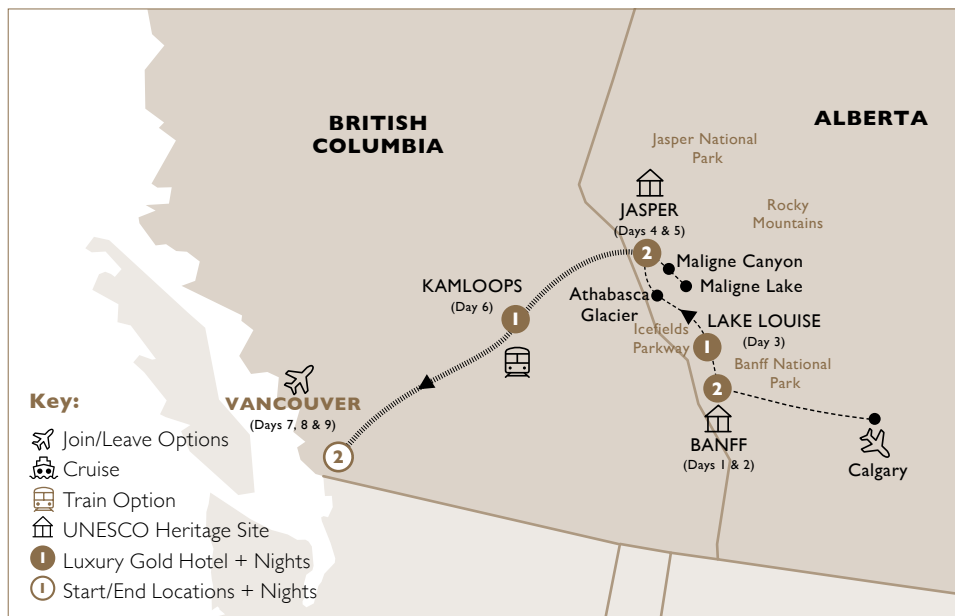 BRITISH
COLUMBIA
ALBERTA
Jasper National
Park
Rocky
Mountains
JASPER
(Days 4 & 5)
2
Maligne Canyon
Maligne Lake
Athabasca
Glacier
KAMLOOPS
(Day 6)
1
Icefields
Parkway
LAKE LOUISE
(Day 3)
1
Banff National
Park
2
BANFF
(Days 1 & 2)
Calgary
VANCOUVER
(Days 7, 8 & 9)
2
Key:
Join/Leave Options
Cruise
Train Option
UNESCO Heritage Site
1 Luxury Gold Hotel + Nights
1 Start/End Locations + Nights